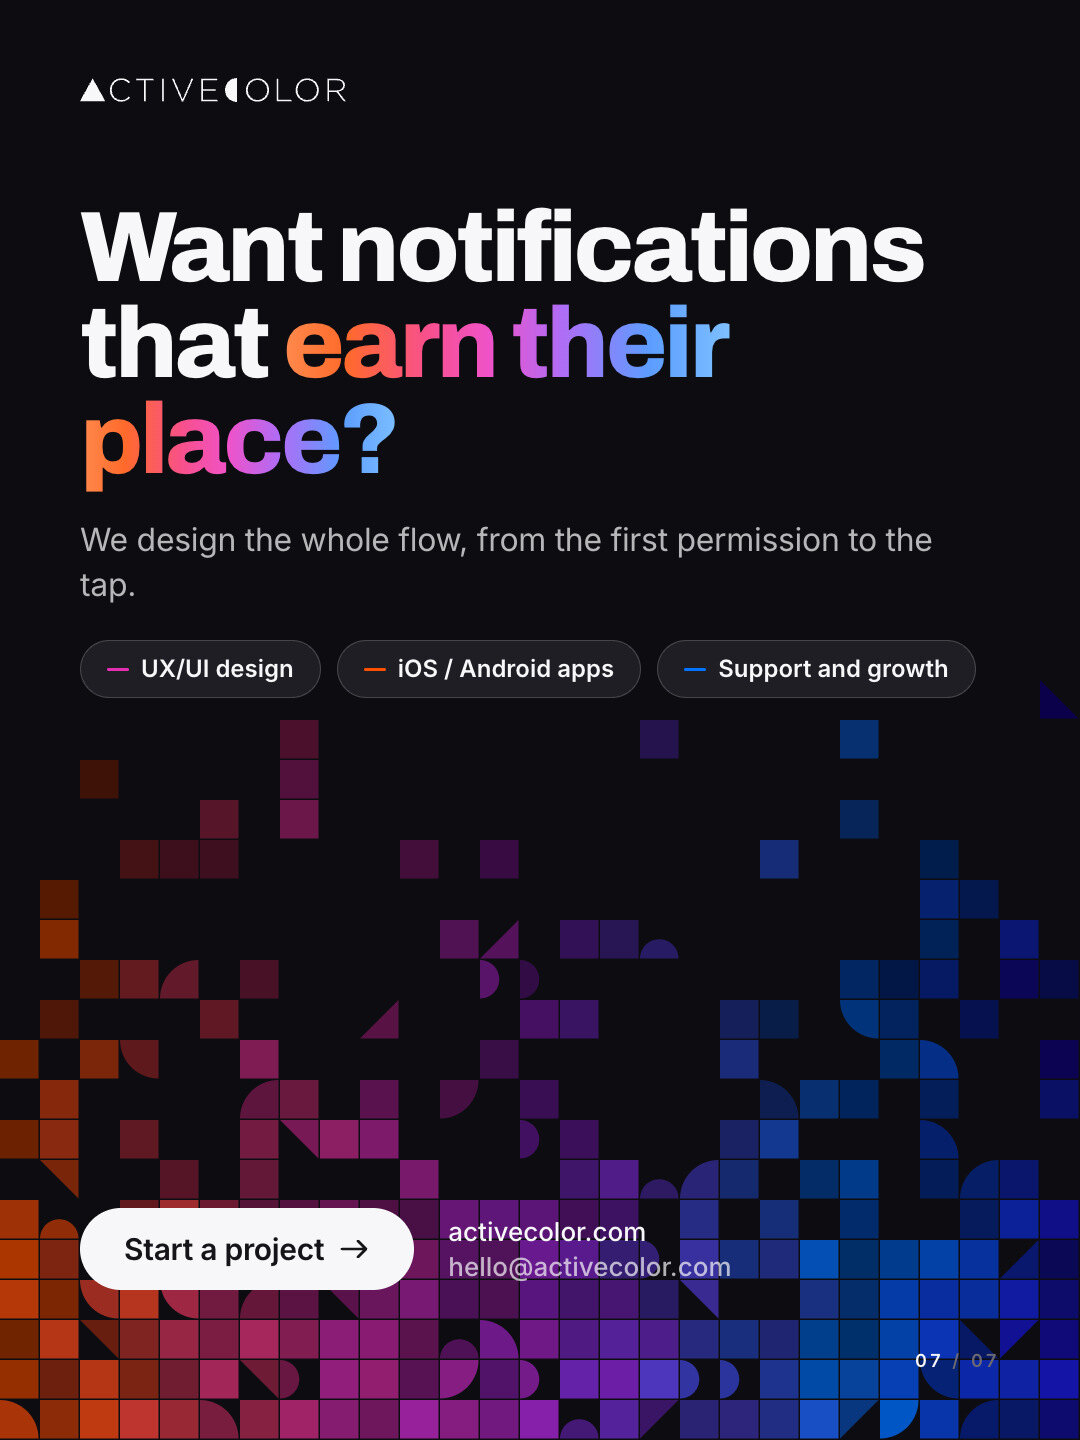 ACTIVECOLOR
Want notifications
that earn their
place?
We design the whole flow, from the first permission to the
tap.
UX/UI design
iOS / Android apps
Support and growth
Start a project →
activecolor.com
hello@activecolor.com
07 / 07